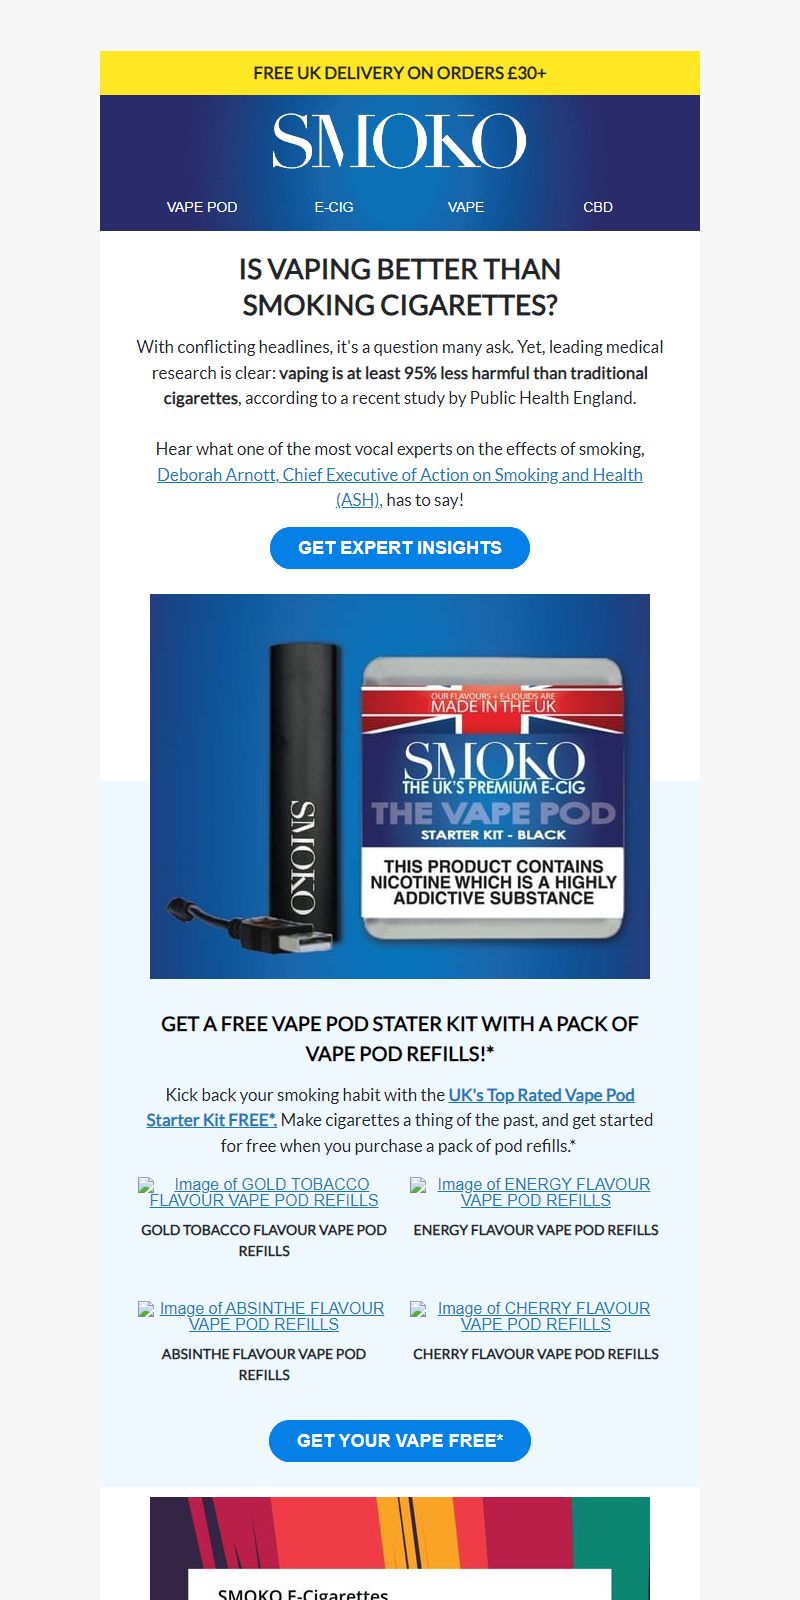 FREE UK DELIVERY ON ORDERS £30+
SMOKO
VAPE POD E-CIG VAPE CBD
IS VAPING BETTER THAN
SMOKING CIGARETTES?
With conflicting headlines, it's a question many ask. Yet, leading medical
research is clear: vaping is at least 95% less harmful than traditional
cigarettes, according to a recent study by Public Health England.
Hear what one of the most vocal experts on the effects of smoking,
Deborah Arnott, Chief Executive of Action on Smoking and Health
(ASH), has to say!
GET EXPERT INSIGHTS
SMOKO
OUR FLAVOURS + E-LIQUIDS ARE
MADE IN THE UK
SMOKO
THE UK'S PREMIUM E-CIG
THE VAPE POD
STARTER KIT - BLACK
THIS PRODUCT CONTAINS
NICOTINE WHICH IS A HIGHLY
ADDICTIVE SUBSTANCE
GET A FREE VAPE POD STATER KIT WITH A PACK OF
VAPE POD REFILLS!*
Kick back your smoking habit with the UK's Top Rated Vape Pod
Starter Kit FREE*. Make cigarettes a thing of the past, and get started
for free when you purchase a pack of pod refills.*
Image of GOLD TOBACCO
FLAVOUR VAPE POD REFILLS
GOLD TOBACCO FLAVOUR VAPE POD
REFILLS
Image of ENERGY FLAVOUR
VAPE POD REFILLS
ENERGY FLAVOUR VAPE POD REFILLS
Image of ABSINTHE FLAVOUR
VAPE POD REFILLS
ABSINTHE FLAVOUR VAPE POD
REFILLS
Image of CHERRY FLAVOUR
VAPE POD REFILLS
CHERRY FLAVOUR VAPE POD REFILLS
GET YOUR VAPE FREE*
SMOKO E-Cigarettes